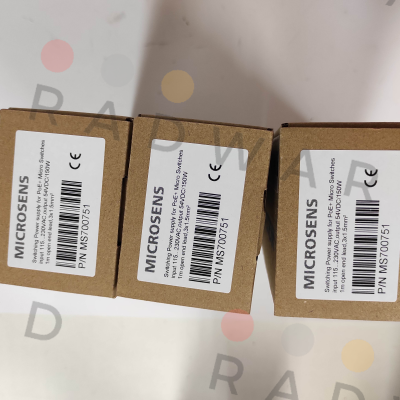 MICROSENS
Switching Power supply for PoE+ Micro Switches
input 115...230VAC,output 54VDC/150W
1m open end lead,3x1.5mm²
P/N MS700751
CE
MICROSENS
Switching Power supply for PoE+ Micro Switches
input 115...230VAC,output 54VDC/150W
1m open end lead,3x1.5mm²
P/N MS700751
CE
MICROSENS
Switching Power supply for PoE+ Micro Switches
input 115...230VAC,output 54VDC/150W
1m open end lead,3x1.5mm²
P/N MS700751
CE
RADWAR
D
RADW